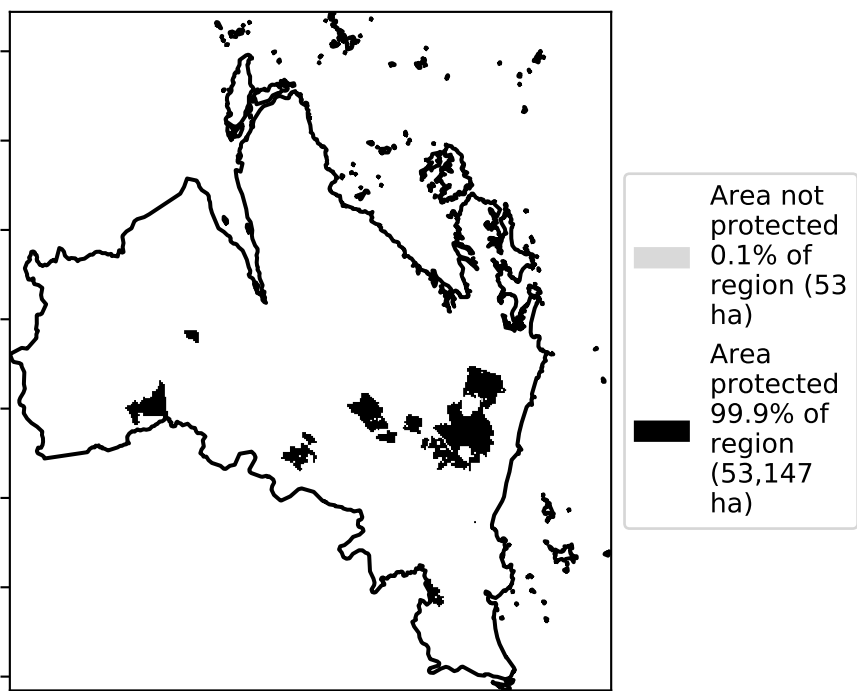 Area not
protected
0.1% of
region (53
ha)
Area
protected
99.9% of
region
(53,147
ha)